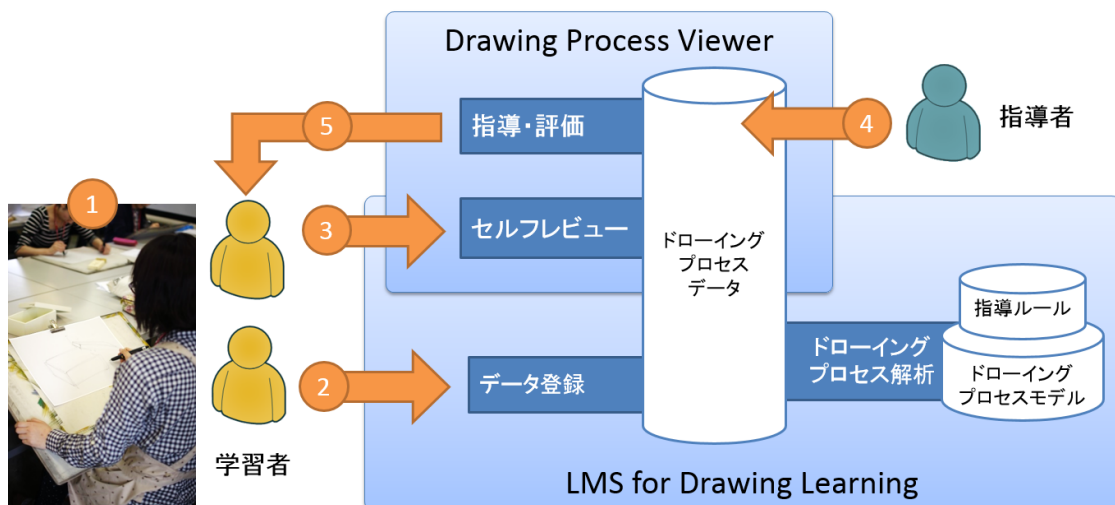 Drawing Process Viewer
5
指導・評価
4
指導者
1
3
セルフレビュー
ドローイング
プロセス
データ
指導ルール
2
データ登録
ドローイング
プロセス解析
ドローイング
プロセスモデル
学習者
LMS for Drawing Learning